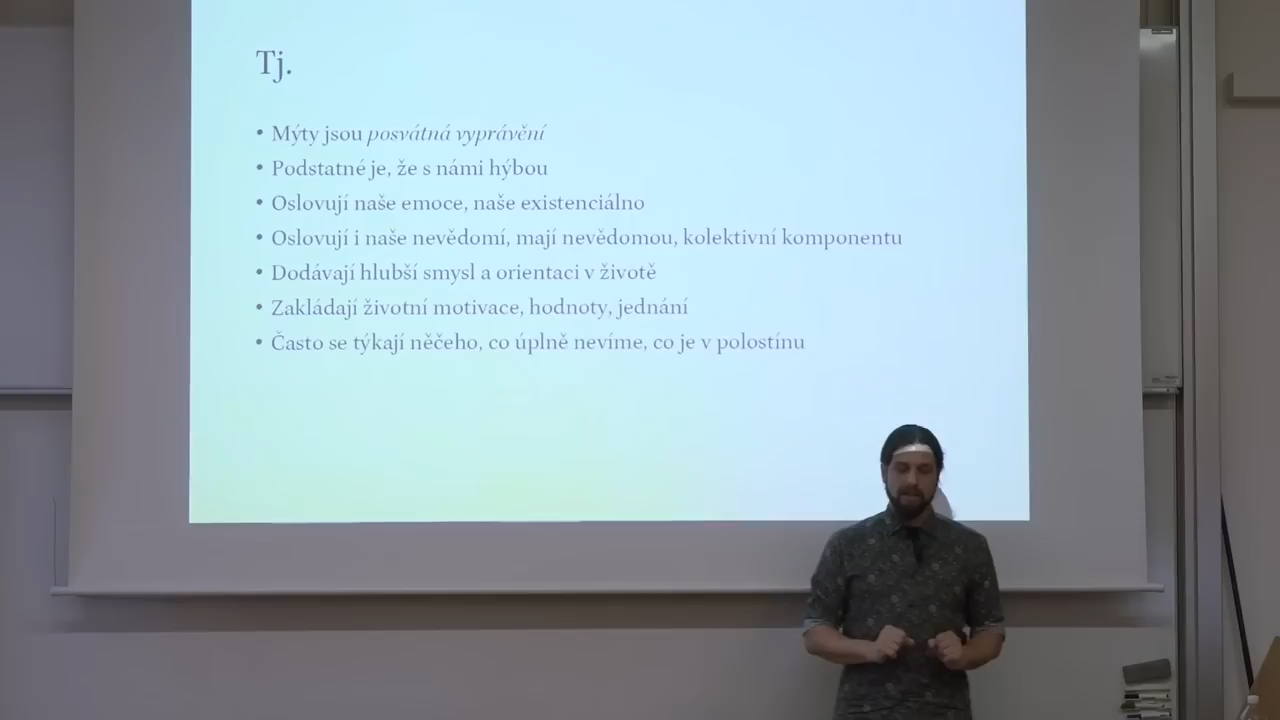 Tj.
• Mýty jsou posvátná vyprávění
• Podstatné je, že s námi hýbou
• Oslovují naše emoce, naše existenciálno
• Oslovují i naše nevědomí, mají nevědomou, kolektivní komponentu
• Dodávají hlubší smysl a orientaci v životě
• Zakládají životní motivace, hodnoty, jednání
• Často se týkají něčeho, co úplně nevíme, co je v polostínu